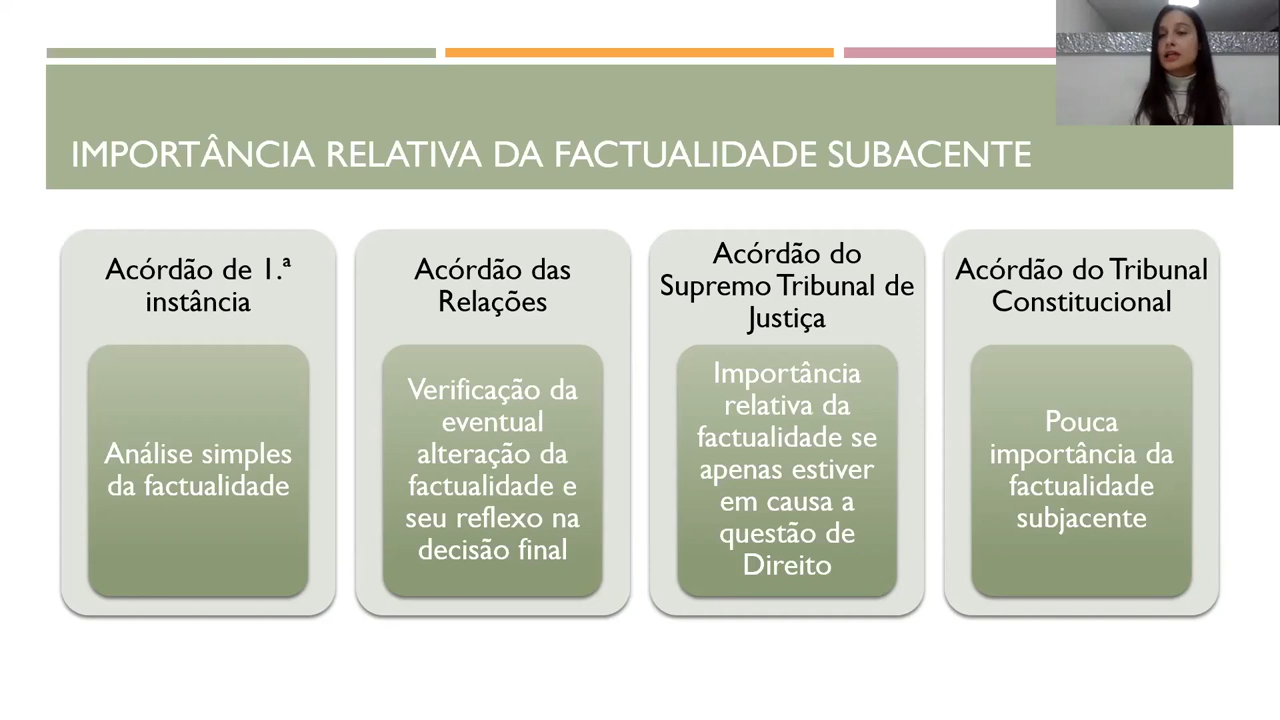 IMPORTÂNCIA RELATIVA DA FACTUALIDADE SUBACENTE
Acórdão de 1.ª
instância
Análise simples
da factualidade
Acórdão das
Relações
Verificação da
eventual
alteração da
factualidade e
seu reflexo na
decisão final
Acórdão do
Supremo Tribunal de
Justiça
Importância
relativa da
factualidade se
apenas estiver
em causa a
questão de
Direito
Acórdão do Tribunal
Constitucional
Pouca
importância da
factualidade
subjacente